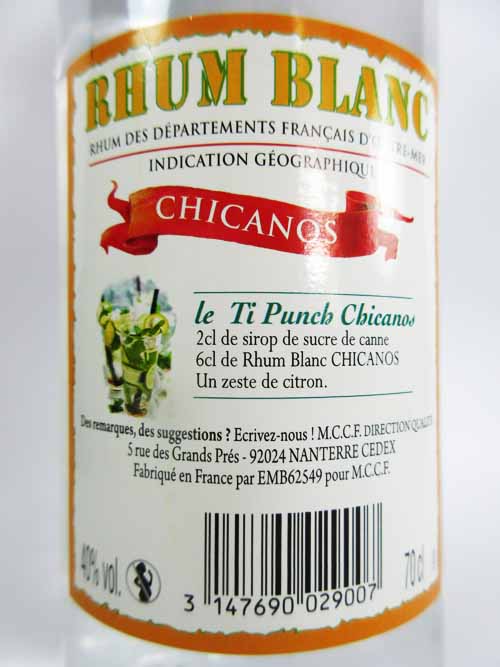 RHUM BLANC
RHUM DES DÉPARTEMENTS FRANÇAIS D'OUTRE-MER
INDICATION GÉOGRAPHIQUE
CHICANOS
le Ti Punch Chicanos
2cl de sirop de sucre de canne
6cl de Rhum Blanc CHICANOS
Un zeste de citron.
Des remarques, des suggestions ? Ecrivez-nous ! M.C.C.F. DIRECTION QUALITÉ
5 rue des Grands Prés - 92024 NANTERRE CEDEX
Fabriqué en France par EMB62549 pour M.C.C.F.
40% vol.
70 cl
3 147690 029007